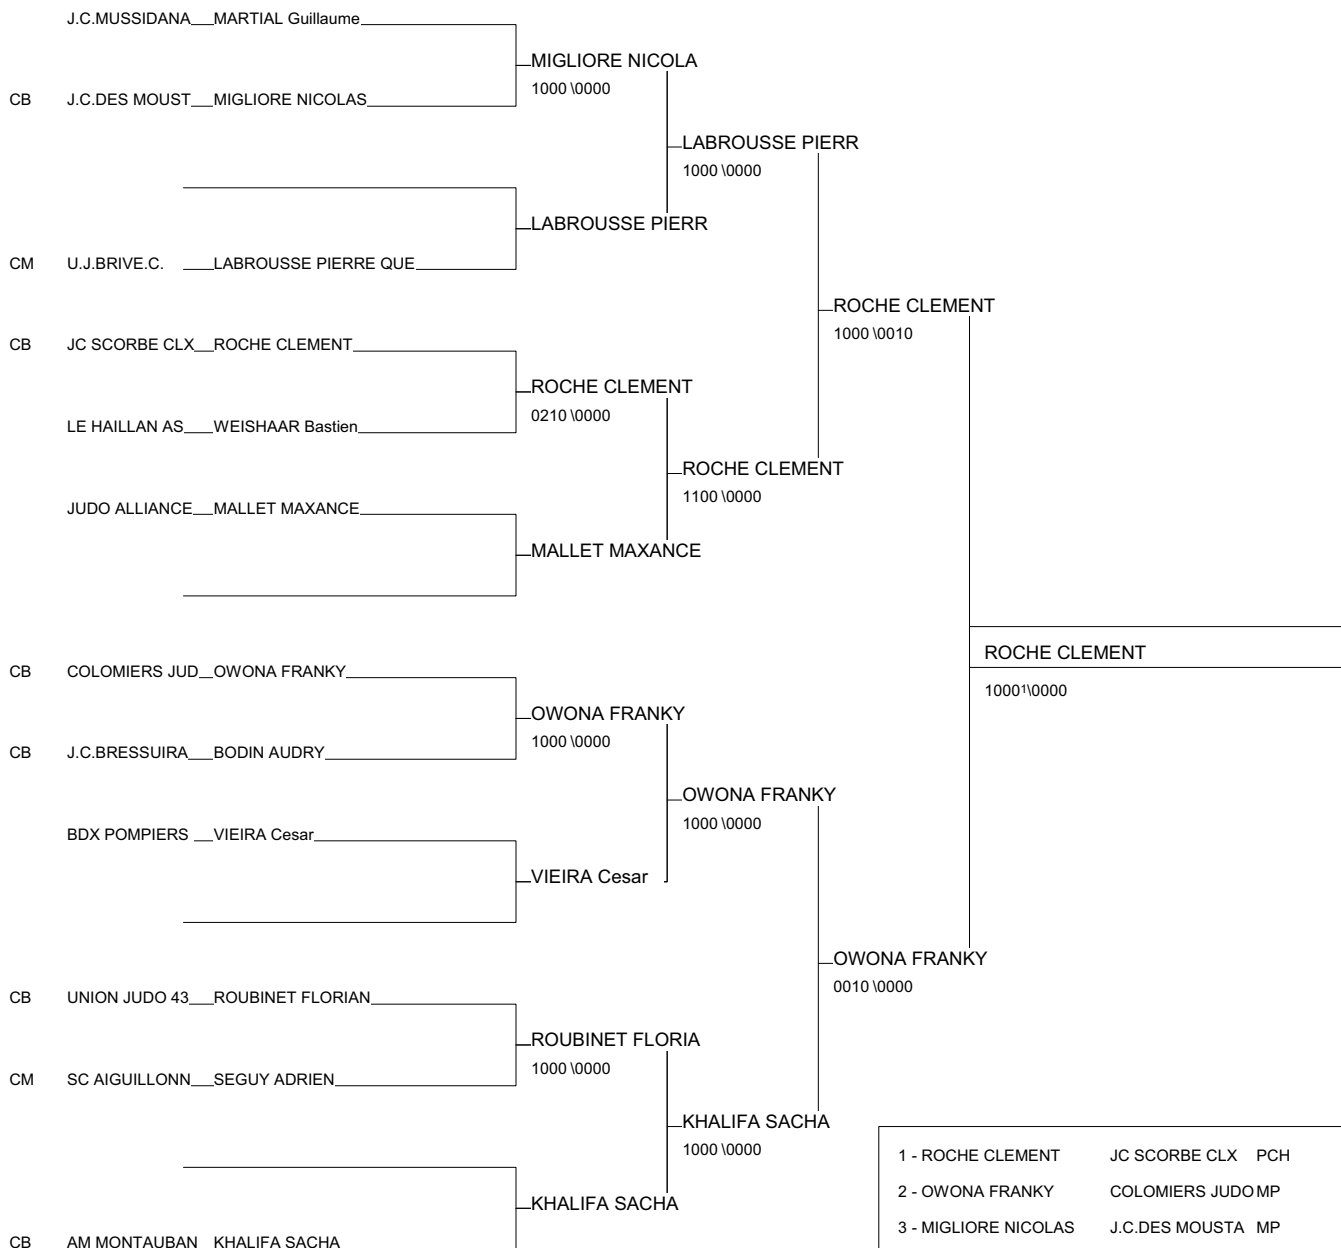 J.C.MUSSIDANA MARTIAL Guillaume
MIGLIORE NICOLA
1000 \0000
CB J.C.DES MOUST MIGLIORE NICOLAS
LABROUSSE PIERR
1000 \0000
LABROUSSE PIERR
CM U.J.BRIVE.C. LABROUSSE PIERRE QUE
ROCHE CLEMENT
1000 \0010
CB JC SCORBE CLX ROCHE CLEMENT
ROCHE CLEMENT
0210 \0000
LE HAILLAN AS WEISHAAR Bastien
ROCHE CLEMENT
1100 \0000
JUDO ALLIANCE MALLET MAXANCE
MALLET MAXANCE
ROCHE CLEMENT
1000¹\0000
CB COLOMIERS JUD OWONA FRANKY
OWONA FRANKY
1000 \0000
CB J.C.BRESSUIRA BODIN AUDRY
OWONA FRANKY
1000 \0000
BDX POMPIERS VIEIRA Cesar
VIEIRA Cesar
OWONA FRANKY
0010 \0000
CB UNION JUDO 43 ROUBINET FLORIAN
ROUBINET FLORIA
1000 \0000
CM SC AIGUILLONN SEGUY ADRIEN
KHALIFA SACHA
1000 \0000
1 - ROCHE CLEMENT JC SCORBE CLX PCH
2 - OWONA FRANKY COLOMIERS JUDO MP
KHALIFA SACHA
3 - MIGLIORE NICOLAS J.C.DES MOUSTA MP
CB AM MONTAUBAN KHALIFA SACHA